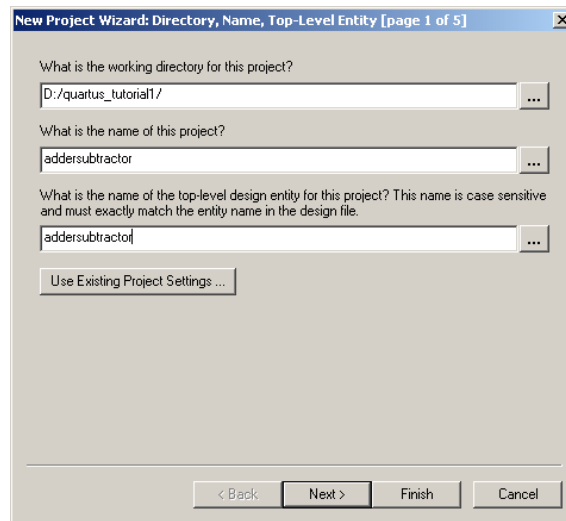 New Project Wizard: Directory, Name, Top-Level Entity [page 1 of 5]
What is the working directory for this project?
D:/quartus_tutorial1/
...
What is the name of this project?
addersubtractor
...
What is the name of the top-level design entity for this project? This name is case sensitive
and must exactly match the entity name in the design file.
addersubtractor
...
Use Existing Project Settings ...
< Back
Next >
Finish
Cancel